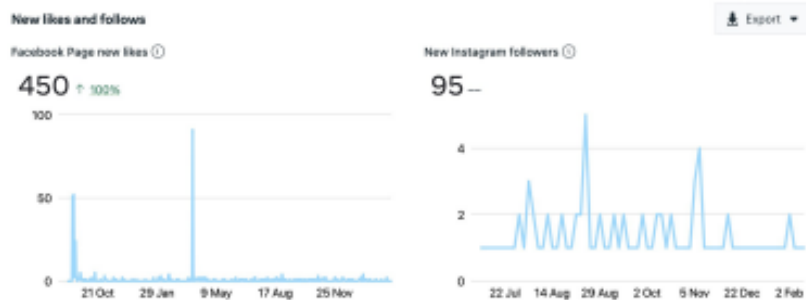 New likes and follows
Export
Facebook Page new likes
450 ↑ 100%
100
50
0
21 Oct 29 Jan 9 May 17 Aug 25 Nov
New Instagram followers
95 --
4
2
0
22 Jul 14 Aug 29 Aug 2 Oct 5 Nov 22 Dec 2 Feb